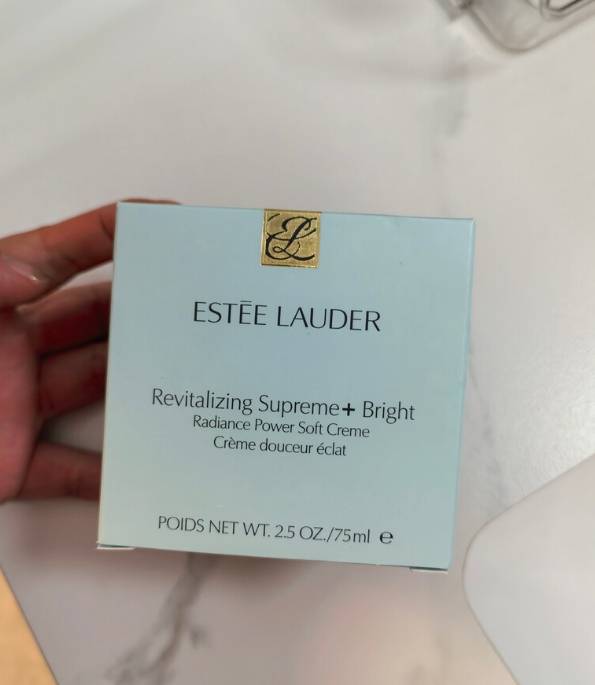 ESTĒE LAUDER
Revitalizing Supreme+ Bright
Radiance Power Soft Creme
Crème douceur éclat
POIDS NET WT. 2.5 OZ./75ml ℮